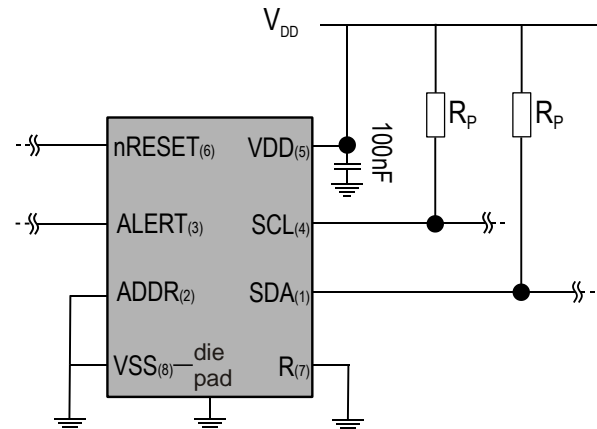 VDD
RP
RP
100nF
nRESET(6)
VDD(5)
ALERT(3)
SCL(4)
ADDR(2)
SDA(1)
VSS(8)
die
pad
R(7)